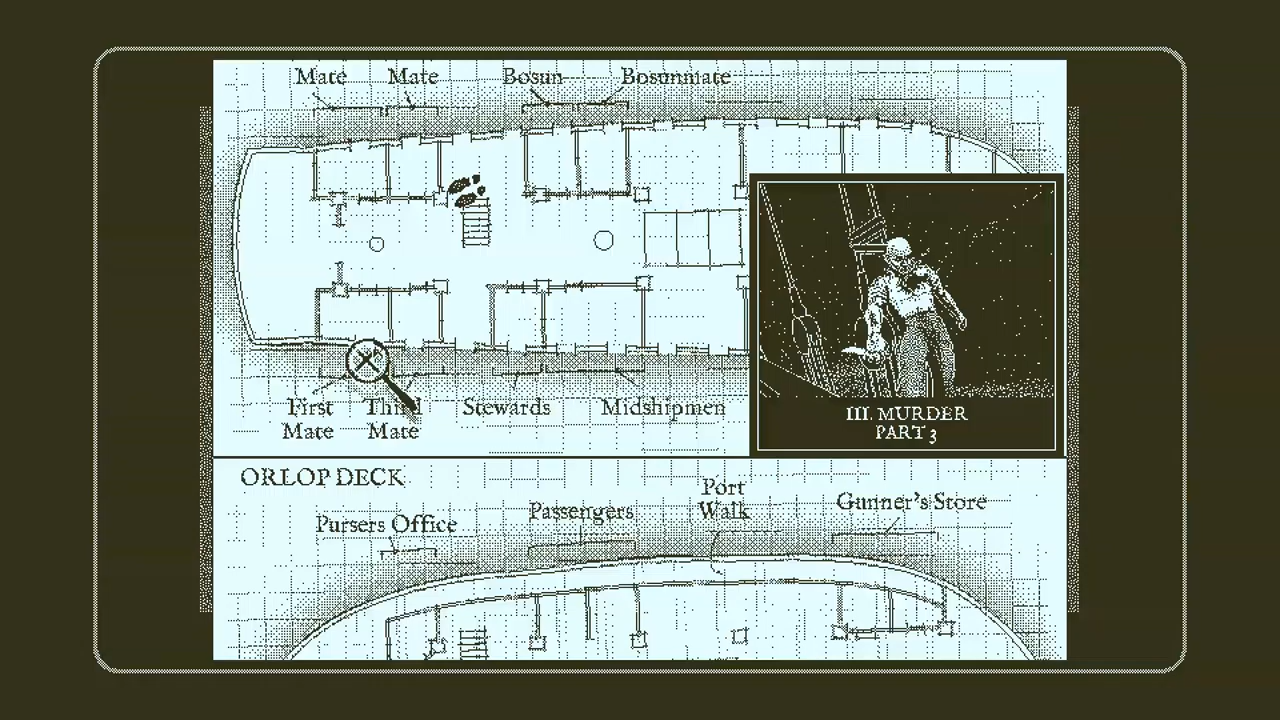 Mate Mate Bosun Bosunmate
First Third Stewards Midshipmen
Mate Mate
III. MURDER
PART 3
ORLOP DECK
Port
Pursers Office Passengers Walk Gunner's Store